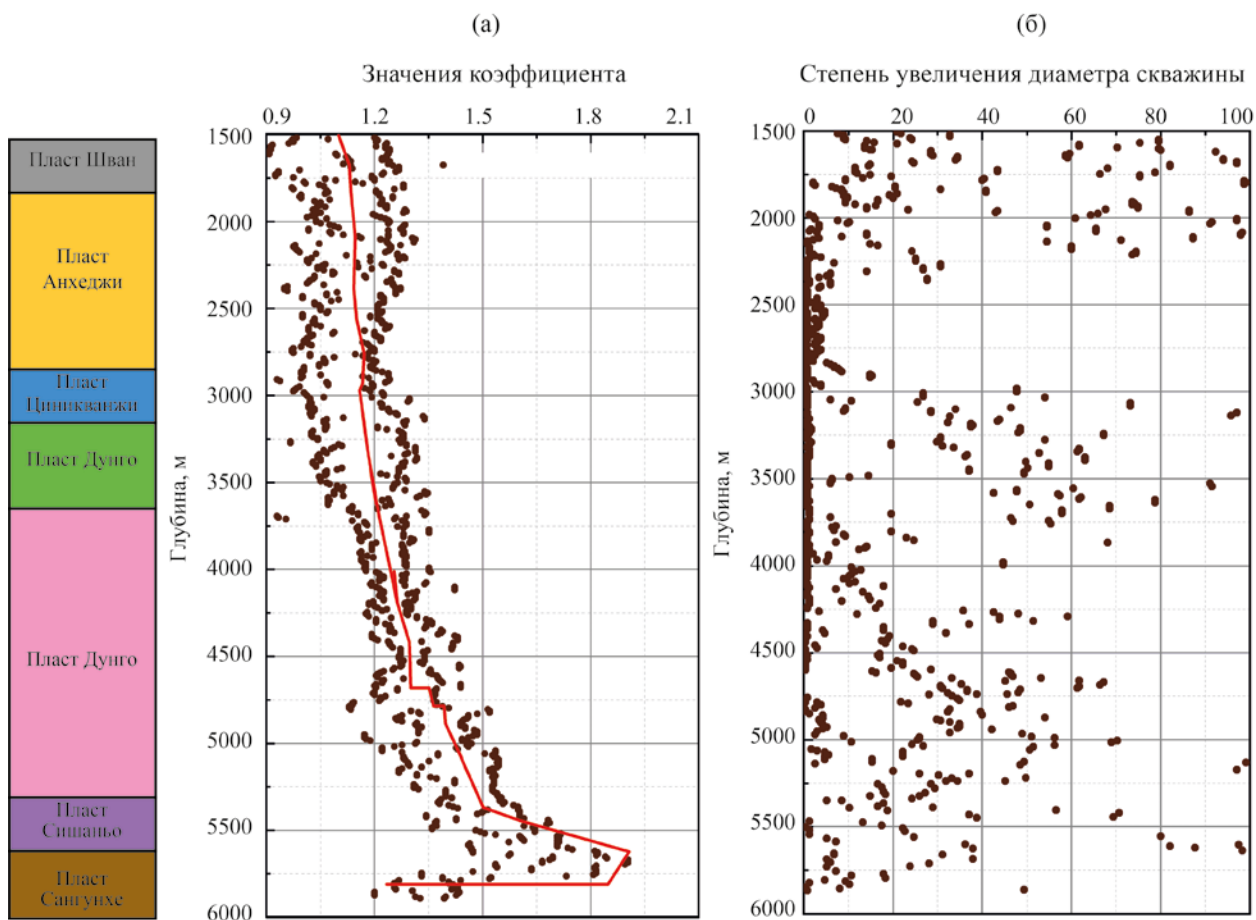 (а)
(б)
Значения коэффициента
Степень увеличения диаметра скважины
0.9 1.2 1.5 1.8 2.1
0 20 40 60 80 100
Пласт Шван
Пласт
Анхеджи
Пласт
Циникванжи
Пласт Дунго
Пласт Дунго
Пласт
Сишаньо
Пласт
Сангунхе
Глубина, м
1500
2000
2500
3000
3500
4000
4500
5000
5500
6000
Глубина, м
1500
2000
2500
3000
3500
4000
4500
5000
5500
6000